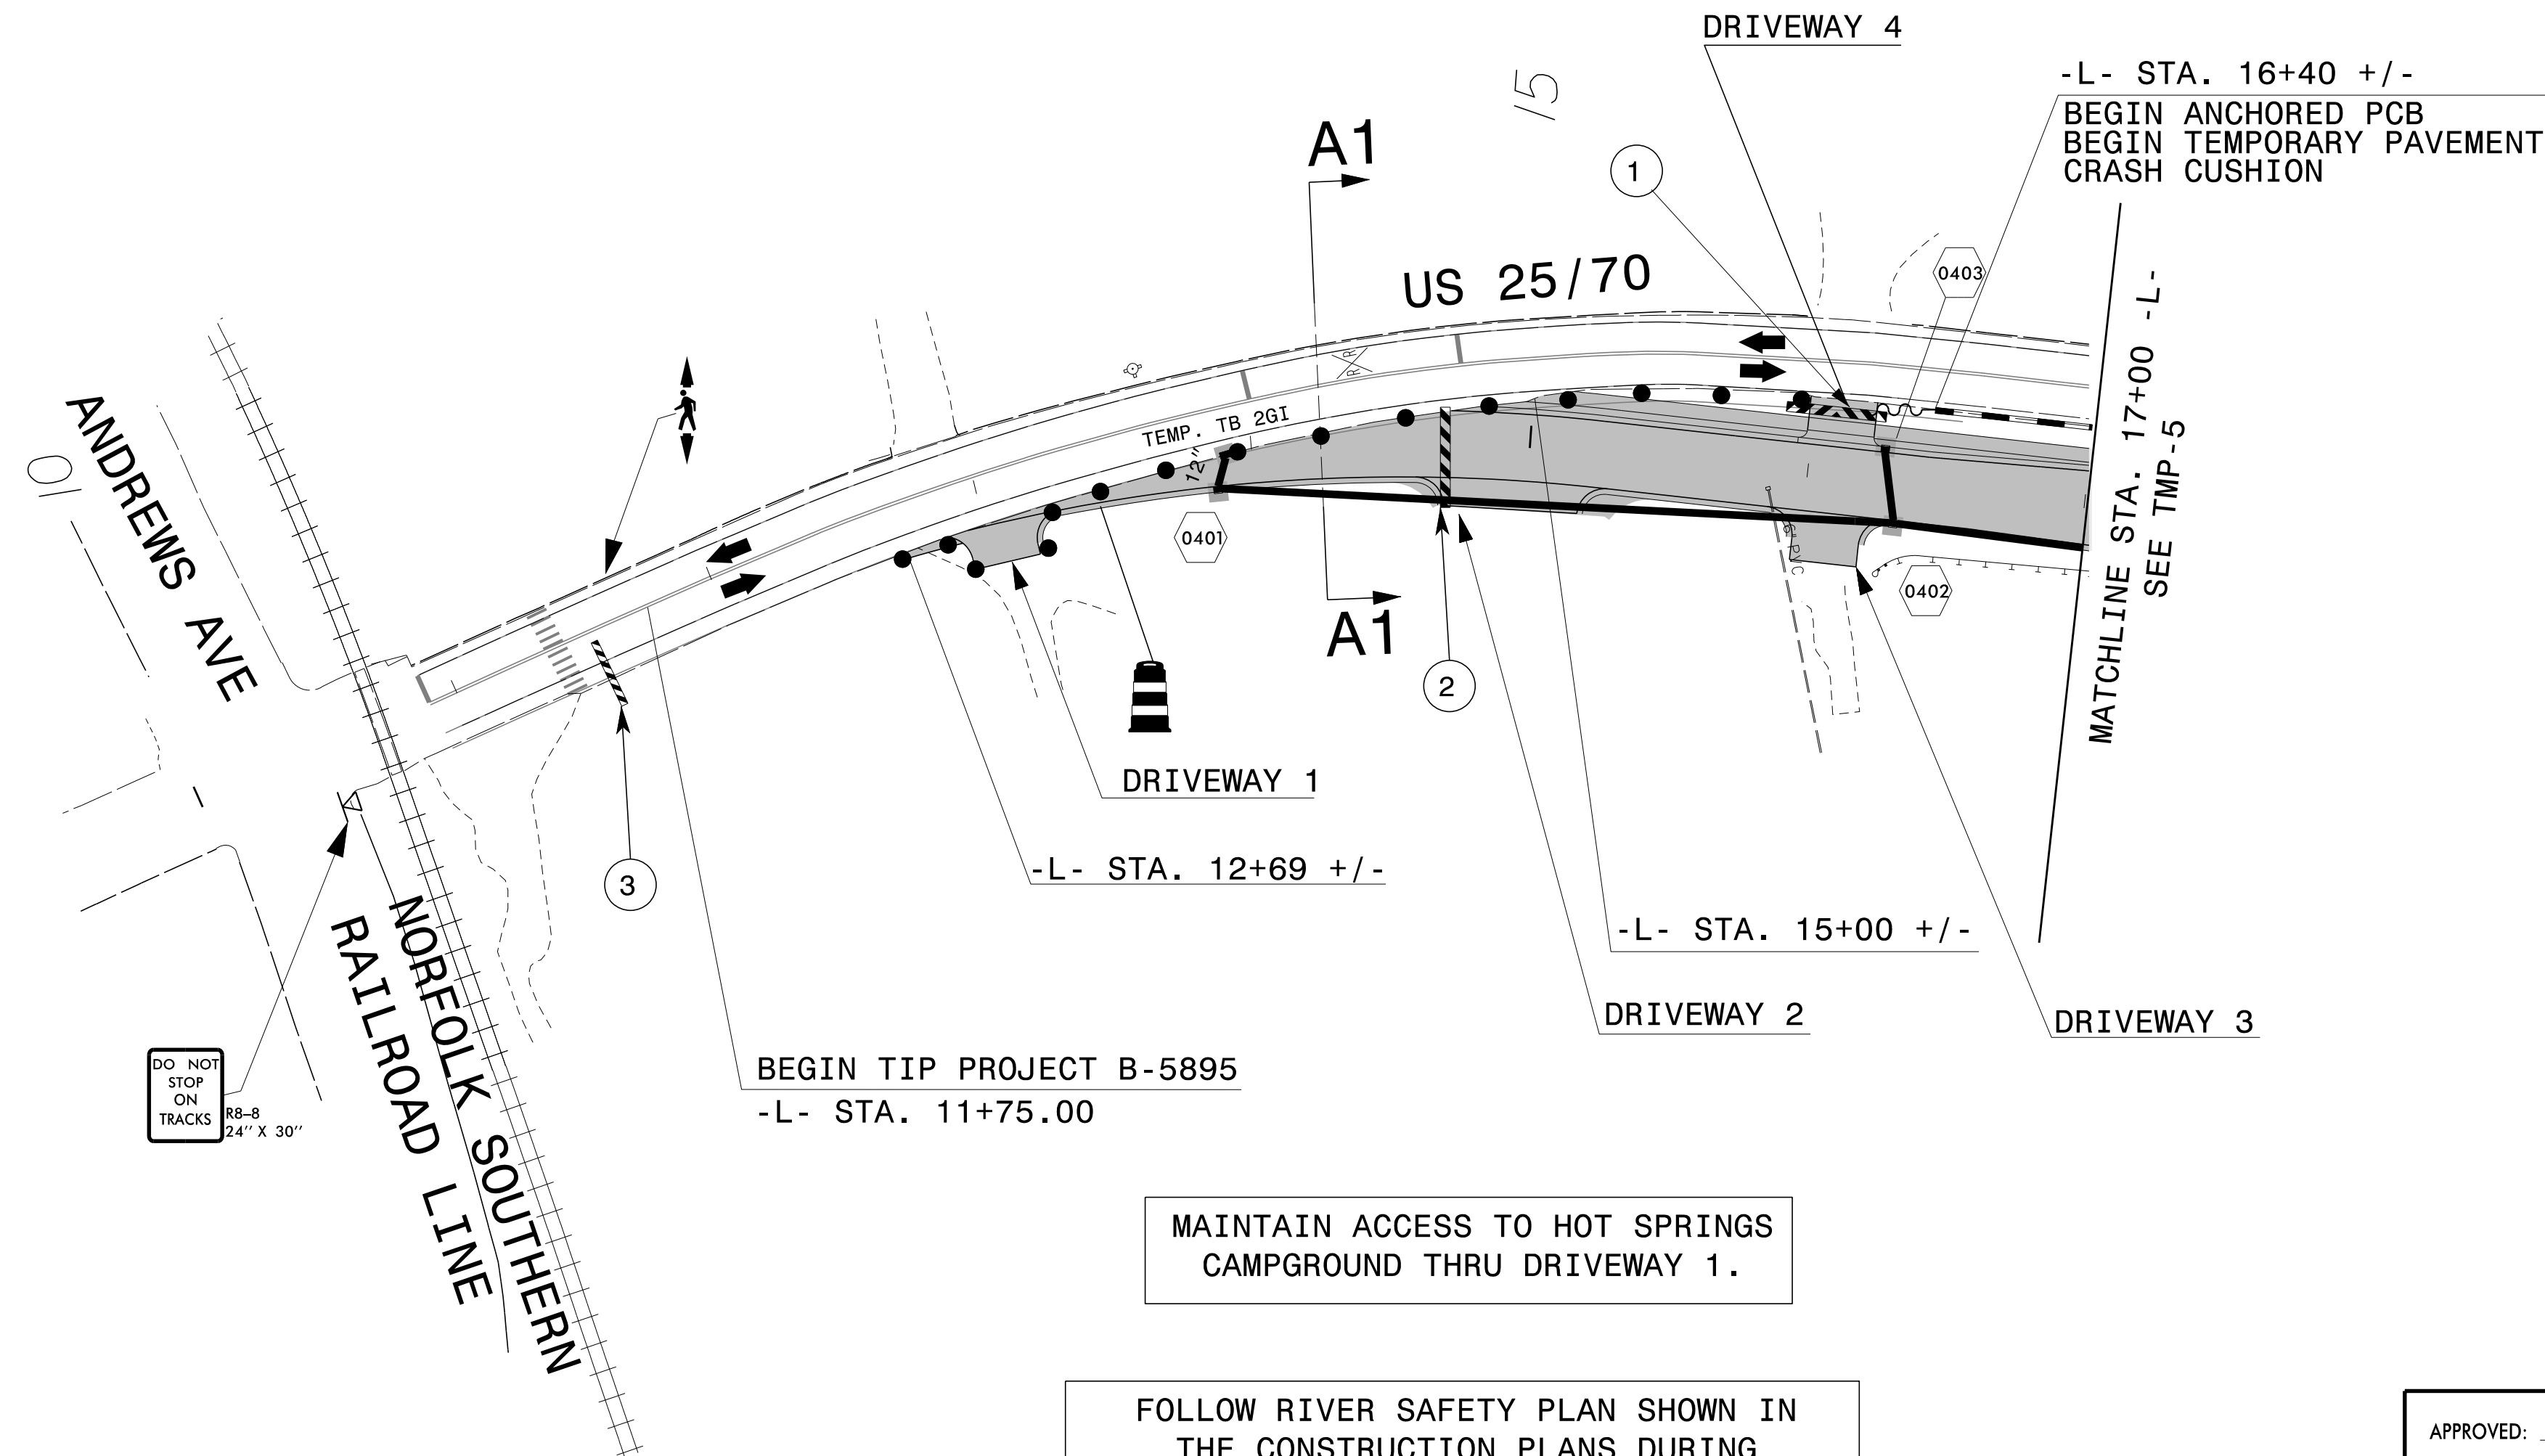 DRIVEWAY 4
-L- STA. 16+40 +/-
BEGIN ANCHORED PCB
BEGIN TEMPORARY PAVEMENT
CRASH CUSHION
15
A1
1
US 25/70
0403
MATCHLINE STA. 17+00 -L-
SEE TMP-5
ANDREWS AVE
10
R R
TEMP. TB 2GI
12"
0401
0402
A1
2
DRIVEWAY 1
3
-L- STA. 12+69 +/-
-L- STA. 15+00 +/-
DRIVEWAY 2
DRIVEWAY 3
NORFOLK SOUTHERN
RAILROAD LINE
DO NOT
STOP
ON
TRACKS
R8-8
24'' X 30''
BEGIN TIP PROJECT B-5895
-L- STA. 11+75.00
MAINTAIN ACCESS TO HOT SPRINGS
CAMPGROUND THRU DRIVEWAY 1.
FOLLOW RIVER SAFETY PLAN SHOWN IN
THE CONSTRUCTION PLANS DURING
APPROVED: